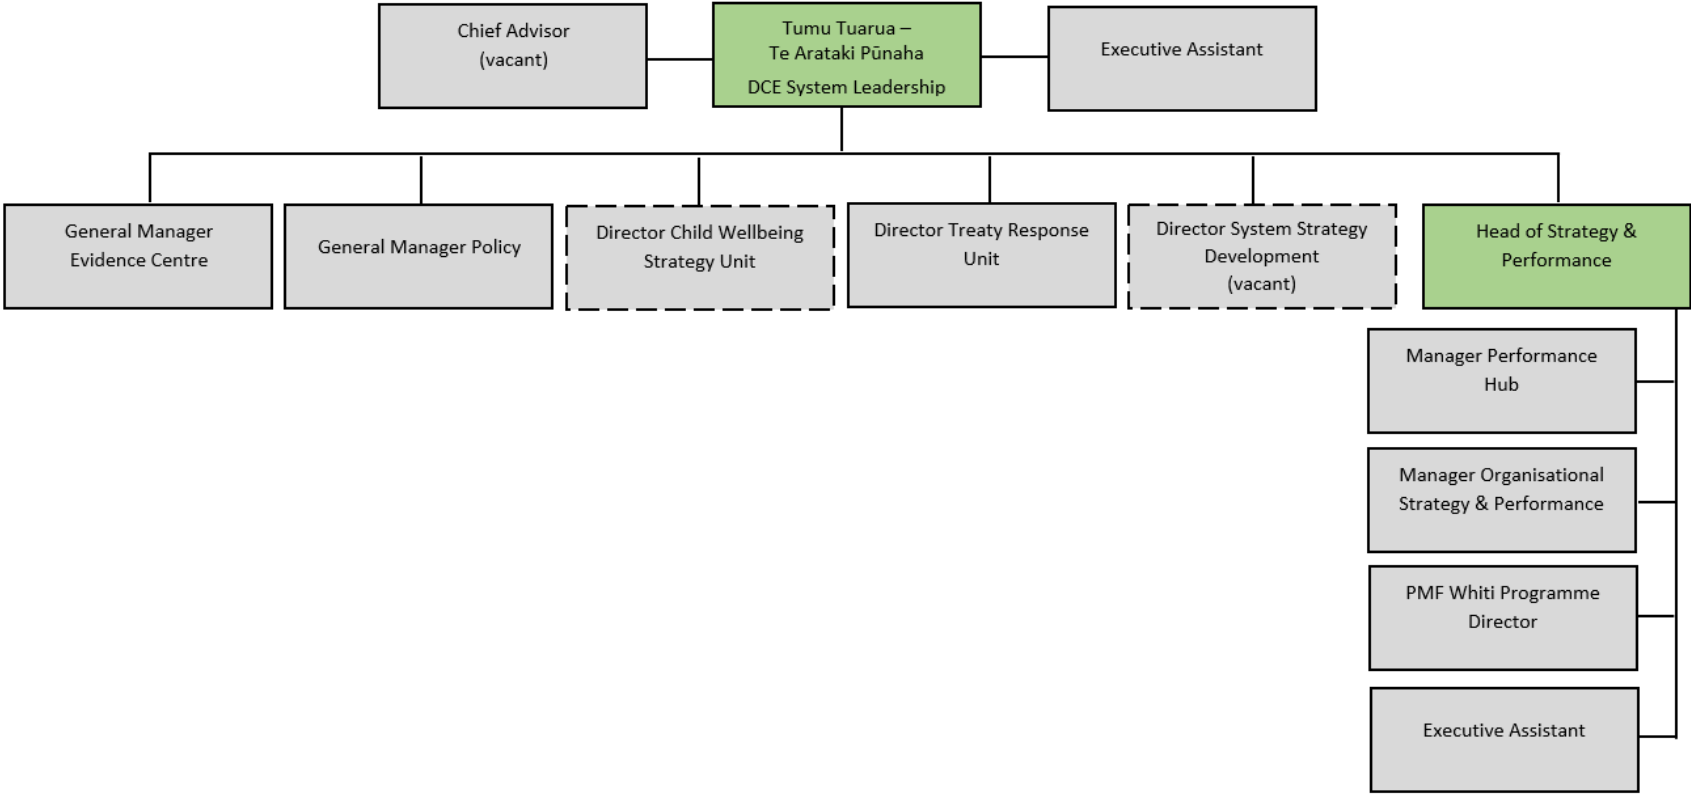 Chief Advisor
(vacant)
Tumu Tuarua –
Te Arataki Pūnaha
DCE System Leadership
Executive Assistant
General Manager
Evidence Centre
General Manager Policy
Director Child Wellbeing
Strategy Unit
Director Treaty Response
Unit
Director System Strategy
Development
(vacant)
Head of Strategy &
Performance
Manager Performance
Hub
Manager Organisational
Strategy & Performance
PMF Whiti Programme
Director
Executive Assistant